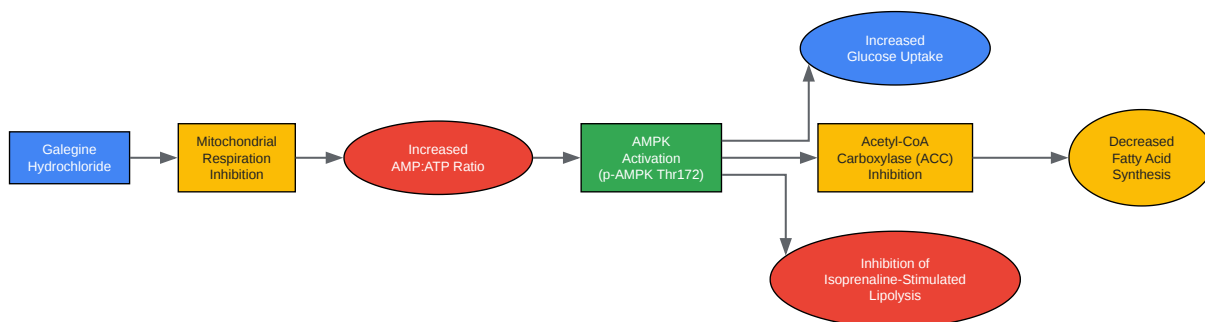 Galegine
Hydrochloride
Mitochondrial
Respiration
Inhibition
Increased
AMP:ATP Ratio
AMPK
Activation
(p-AMPK Thr172)
Increased
Glucose Uptake
Acetyl-CoA
Carboxylase (ACC)
Inhibition
Decreased
Fatty Acid
Synthesis
Inhibition of
Isoprenaline-Stimulated
Lipolysis